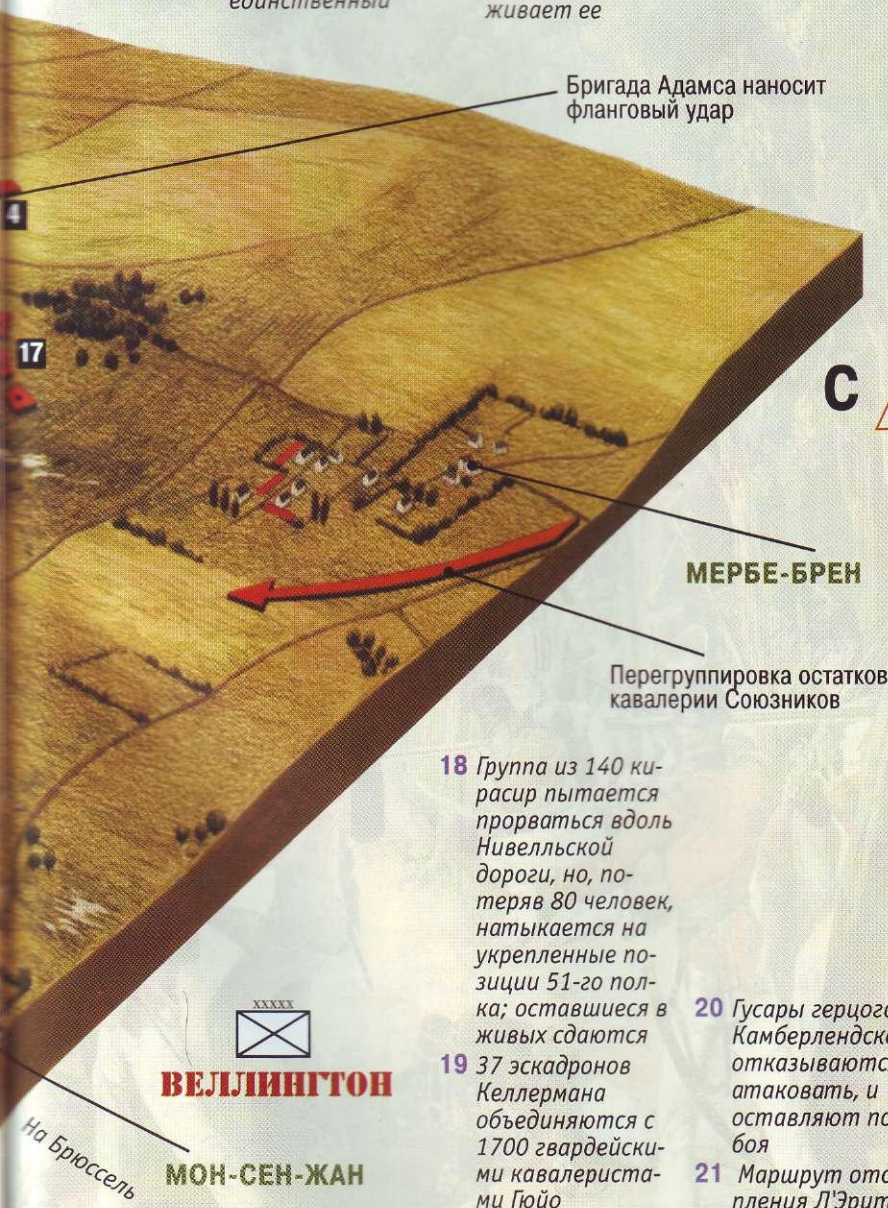 единственный
живает ее
Бригада Адамса наносит
фланговый удар
4
17
С
МЕРБЕ-БРЕН
Перегруппировка остатков
кавалерии Союзников
18 Группа из 140 ки-
расир пытается
прорваться вдоль
Нивелльской
дороги, но, по-
теряв 80 человек,
натыкается на
укрепленные по-
зиции 51-го пол-
ка; оставшиеся в
живых сдаются
19 37 эскадронов
Келлермана
объединяются с
1700 гвардейски-
ми кавалериста-
ми Гюйо
20 Гусары герцога
Камберлендск
отказываются
атаковать, и
оставляют по
боя
21 Маршрут отс
пления Л'Эрит
xxxxx
ВЕЛЛИНГТОН
На Брюссель
МОН-СЕН-ЖАН